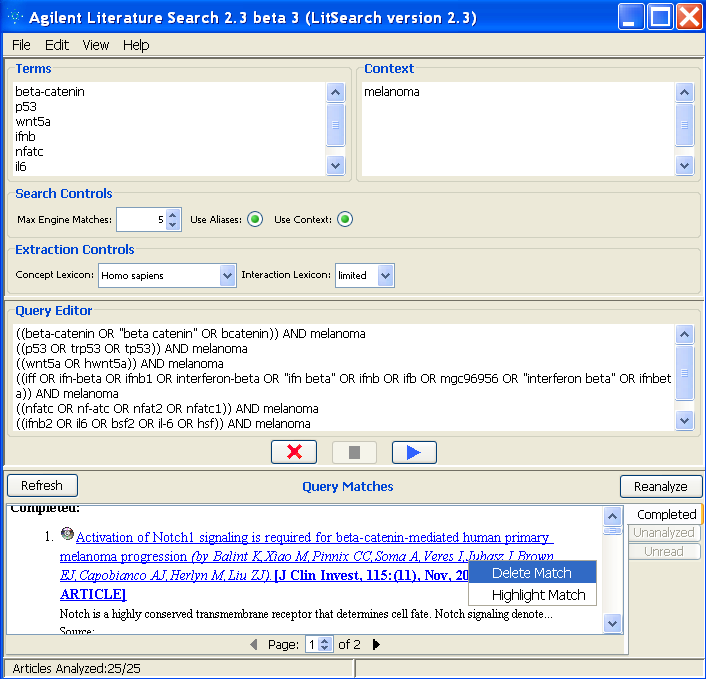 Agilent Literature Search 2.3 beta 3 (LitSearch version 2.3)
File Edit View Help
Terms
beta-catenin
p53
wnt5a
ifnb
nfatc
il6
Context
melanoma
Search Controls
Max Engine Matches: 5 Use Aliases: Use Context:
Extraction Controls
Concept Lexicon: Homo sapiens Interaction Lexicon: limited
Query Editor
((beta-catenin OR "beta catenin" OR bcatenin)) AND melanoma
((p53 OR trp53 OR tp53)) AND melanoma
((wnt5a OR hwnt5a)) AND melanoma
((iff OR ifn-beta OR ifnb1 OR interferon-beta OR "ifn beta" OR ifnb OR ifb OR mgc96956 OR "interferon beta" OR ifnbet
a)) AND melanoma
((nfatc OR nf-atc OR nfat2 OR nfatc1)) AND melanoma
((ifnb2 OR il6 OR bsf2 OR il-6 OR hsf)) AND melanoma
Refresh Query Matches Reanalyze
Completed:
1. Activation of Notch1 signaling is required for beta-catenin-mediated human primary
melanoma progression (by Balint K,Xiao M,Pinnix CC,Soma A,Veres I,Juhasz I,Brown
EJ,Capobianco AJ,Herlyn M,Liu ZJ) [J Clin Invest, 115:(11), Nov, 20
ARTICLE]
Notch is a highly conserved transmembrane receptor that determines cell fate. Notch signaling denote...
Source:
Delete Match
Highlight Match
Completed
Unanalyzed
Unread
Page: 1 of 2
Articles Analyzed:25/25